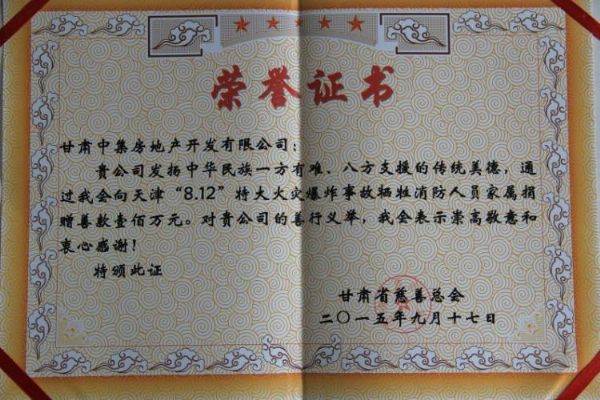 荣誉证书
甘肃中集房地产开发有限公司：
贵公司发扬中华民族一方有难、八方支援的传统美德，通
过我会向天津“8.12”特大火灾爆炸事故牺牲消防人员家属捐
赠善款壹佰万元。对贵公司的善行义举，我会表示崇高敬意和
衷心感谢！
特颁此证
甘肃省慈善总会
二〇一五年九月十七日